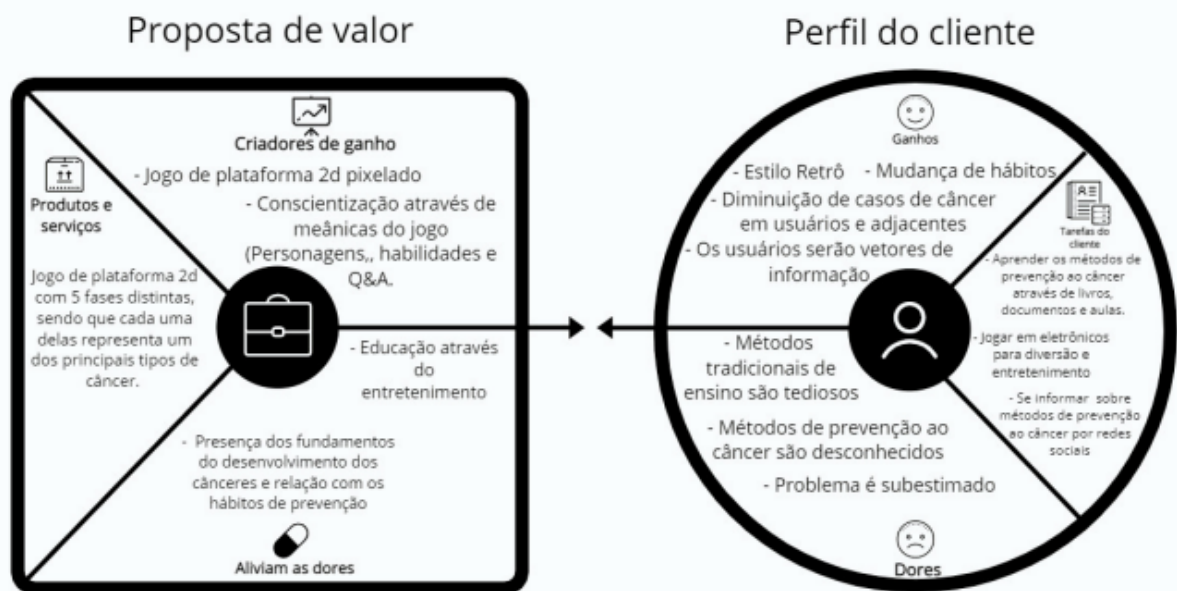 Proposta de valor
Criadores de ganho
- Jogo de plataforma 2d pixelado
- Conscientização através de
meânicas do jogo
(Personagens,, habilidades e
Q&A.
Produtos e
serviços
Jogo de plataforma 2d
com 5 fases distintas,
sendo que cada uma
delas representa um
dos principais tipos de
câncer.
- Educação através
do
entretenimento
- Presença dos fundamentos
do desenvolvimento dos
cânceres e relação com os
hábitos de prevenção
Aliviam as dores
Perfil do cliente
Ganhos
- Estilo Retrô - Mudança de hábitos
- Diminuição de casos de câncer
em usuários e adjacentes
- Os usuários serão vetores de
informação
Tarefas do
cliente
- Aprender os métodos de
prevenção ao câncer
através de livros,
documentos e aulas.
- Jogar em eletrônicos
para diversão e
entretenimento
- Se informar sobre
métodos de prevenção
ao câncer por redes
sociais
- Métodos
tradicionais de
ensino são tediosos
- Métodos de prevenção ao
câncer são desconhecidos
- Problema é subestimado
Dores